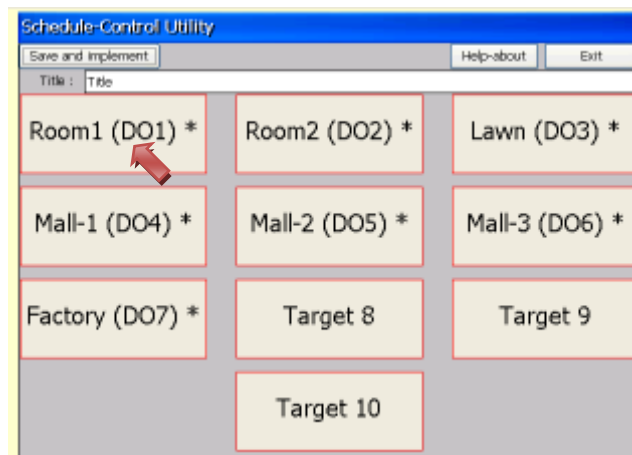 Schedule-Control Utility
Save and implement Help-about Exit
Title : Title
Room1 (DO1) * Room2 (DO2) * Lawn (DO3) *
Mall-1 (DO4) * Mall-2 (DO5) * Mall-3 (DO6) *
Factory (DO7) * Target 8 Target 9
Target 10